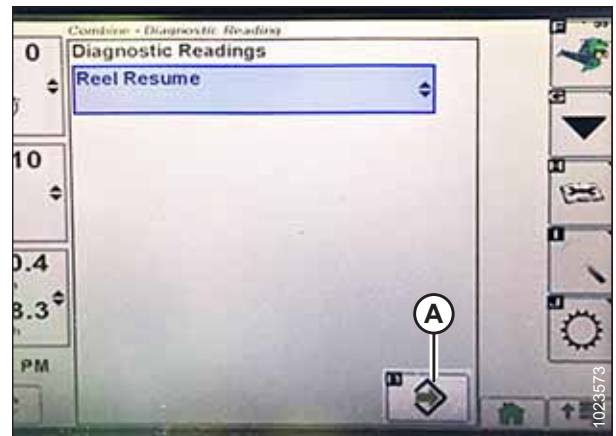 Combine - Diagnostic Reading
Diagnostic Readings
Reel Resume
0
10
0.4
8.3
PM
A
1023573